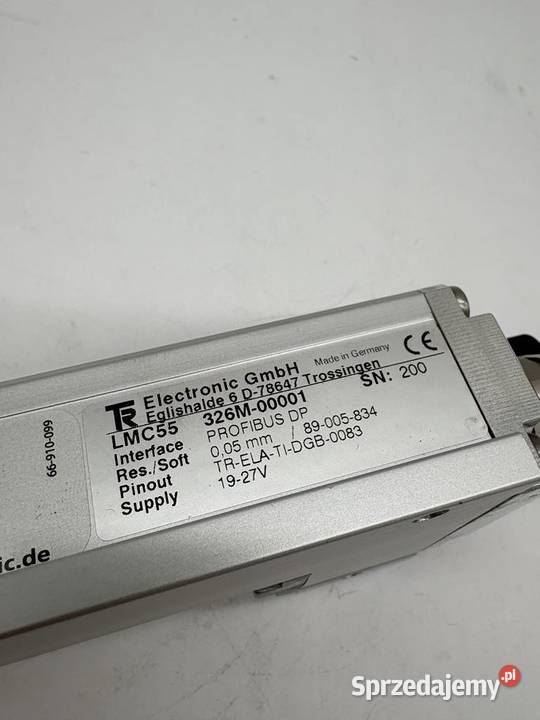 TR Electronic GmbH
Eglishalde 6 D-78647 Trossingen
Made in Germany
CE
LMC55 326M-00001 SN: 200
Interface PROFIBUS DP
Res./Soft 0,05 mm / 89-005-834
Pinout TR-ELA-TI-DGB-0083
Supply 19-27V
66-910-099
ic.de
Sprzedajemy.pl